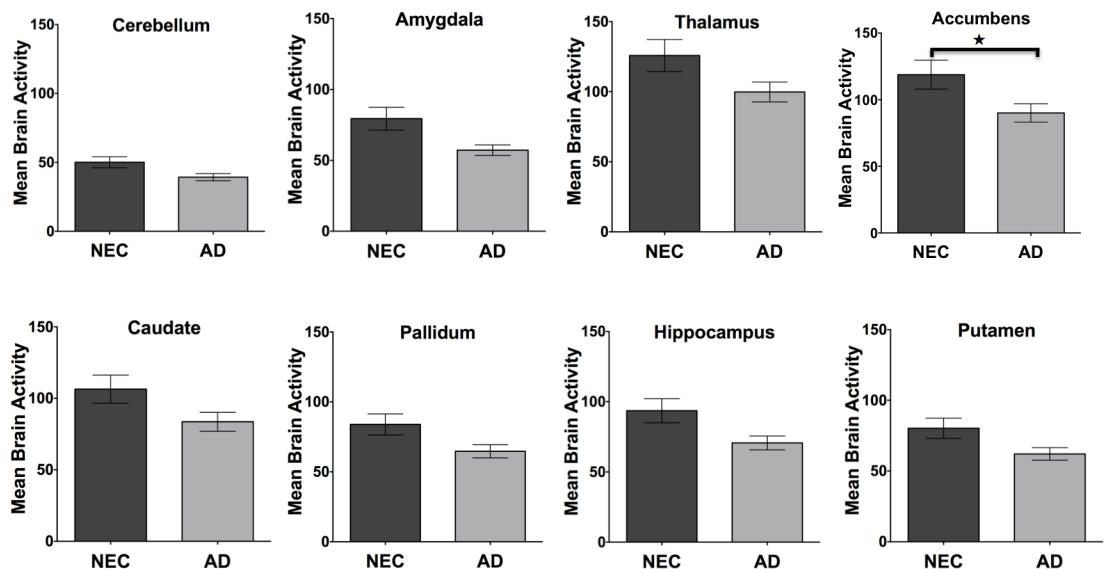 Cerebellum
Mean Brain Activity
150
100
50
0
NEC AD
Amygdala
Mean Brain Activity
150
100
50
0
NEC AD
Thalamus
Mean Brain Activity
150
100
50
0
NEC AD
Accumbens
★
Mean Brain Activity
150
100
50
0
NEC AD
Caudate
Mean Brain Activity
150
100
50
0
NEC AD
Pallidum
Mean Brain Activity
150
100
50
0
NEC AD
Hippocampus
Mean Brain Activity
150
100
50
0
NEC AD
Putamen
Mean Brain Activity
150
100
50
0
NEC AD